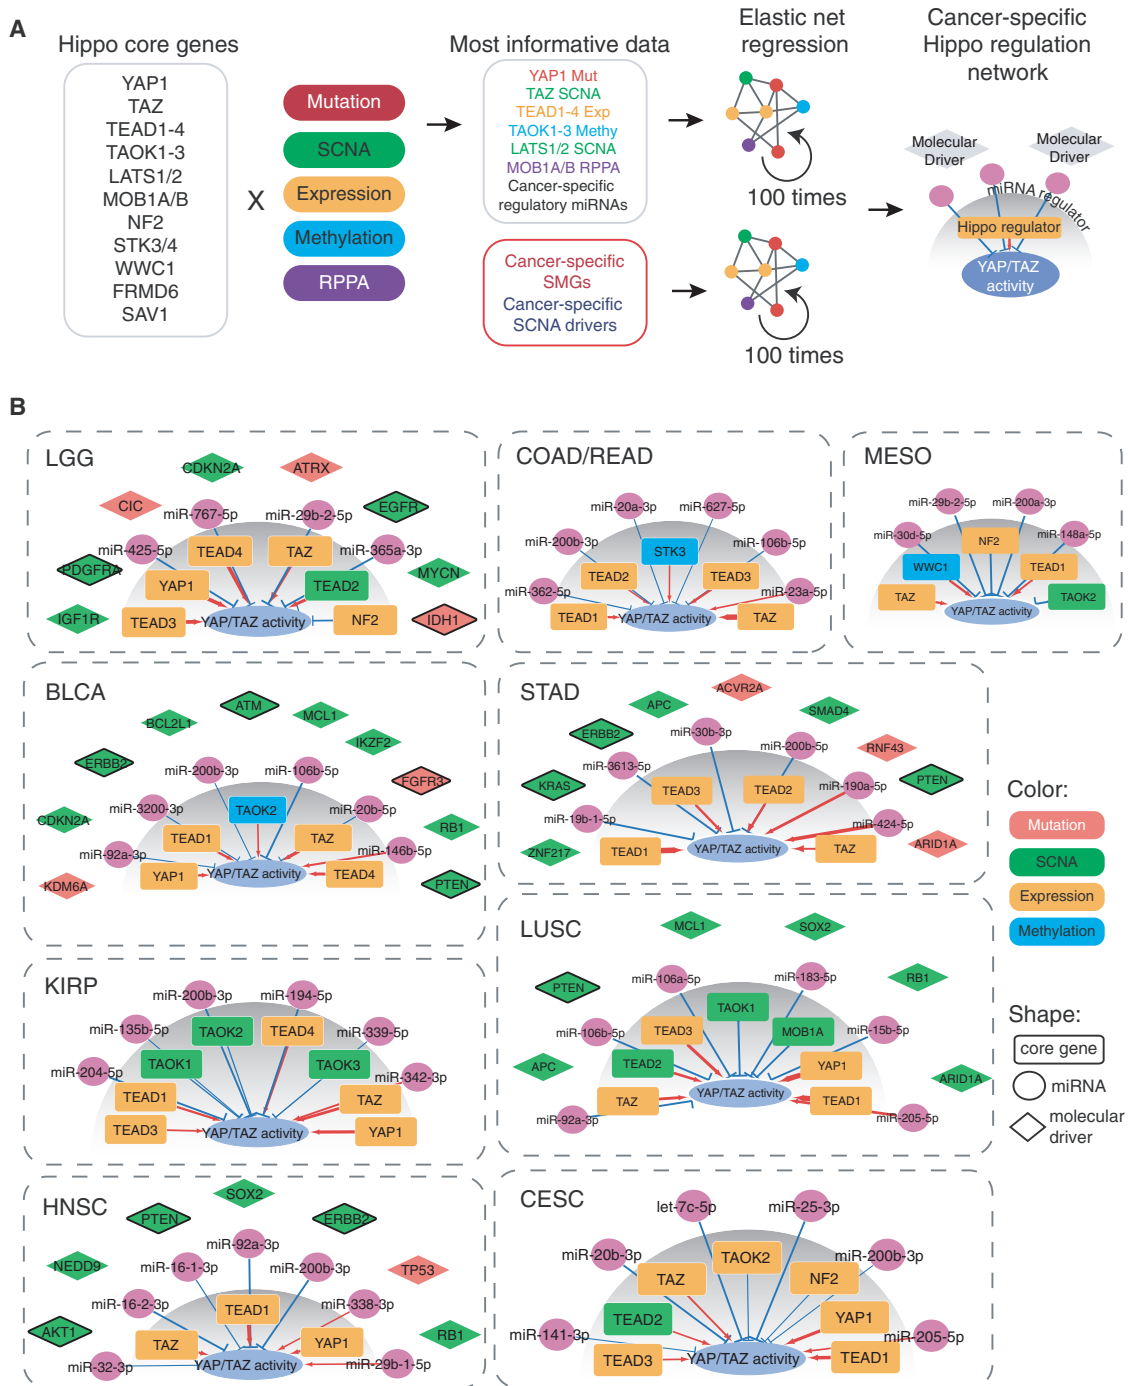 A
Hippo core genes
YAP1
TAZ
TEAD1-4
TAOK1-3
LATS1/2
MOB1A/B
NF2
STK3/4
WWC1
FRMD6
SAV1
X
Mutation
SCNA
Expression
Methylation
RPPA
Most informative data
YAP1 Mut
TAZ SCNA
TEAD1-4 Exp
TAOK1-3 Methy
LATS1/2 SCNA
MOB1A/B RPPA
Cancer-specific
regulatory miRNAs
Cancer-specific
SMGs
Cancer-specific
SCNA drivers
Elastic net
regression
100 times
100 times
Cancer-specific
Hippo regulation
network
Molecular
Driver
Molecular
Driver
miRNA regulator
Hippo regulator
YAP/TAZ
activity
B
LGG
CDKN2A
ATRX
CIC
miR-767-5p
miR-29b-2-5p
EGFR
miR-425-5p
TEAD4
TAZ
miR-365a-3p
PDGFRA
YAP1
TEAD2
MYCN
IGF1R
TEAD3
YAP/TAZ activity
NF2
IDH1
COAD/READ
miR-20a-3p
miR-627-5p
miR-200b-3p
STK3
miR-106b-5p
TEAD2
TEAD3
miR-362-5p
miR-23a-5p
TEAD1
YAP/TAZ activity
TAZ
MESO
miR-29b-2-5p
miR-200a-3p
miR-30d-5p
NF2
miR-148a-5p
WWC1
TEAD1
TAZ
YAP/TAZ activity
TAOK2
BLCA
ATM
BCL2L1
MCL1
IKZF2
ERBB2
miR-200b-3p
miR-106b-5p
FGFR3
miR-3200-3p
TAOK2
miR-20b-5p
CDKN2A
TEAD1
TAZ
RB1
miR-92a-3p
miR-146b-5p
KDM6A
YAP1
YAP/TAZ activity
TEAD4
PTEN
STAD
ACVR2A
APC
SMAD4
ERBB2
miR-30b-3p
miR-200b-5p
RNF43
miR-3613-5p
KRAS
TEAD3
TEAD2
miR-190a-5p
PTEN
miR-19b-1-5p
miR-424-5p
ZNF217
TEAD1
YAP/TAZ activity
TAZ
ARID1A
Color:
Mutation
SCNA
Expression
Methylation
Shape:
core gene
miRNA
molecular
driver
LUSC
MCL1
SOX2
PTEN
miR-106a-5p
miR-183-5p
RB1
TAOK1
miR-106b-5p
TEAD3
MOB1A
miR-15b-5p
APC
TEAD2
YAP1
ARID1A
TAZ
YAP/TAZ activity
TEAD1
miR-92a-3p
miR-205-5p
KIRP
miR-200b-3p
miR-194-5p
miR-135b-5p
TAOK2
TEAD4
miR-339-5p
miR-204-5p
TAOK1
TAOK3
miR-342-3p
TEAD1
TAZ
TEAD3
YAP/TAZ activity
YAP1
HNSC
SOX2
PTEN
ERBB2
miR-92a-3p
NEDD9
miR-16-1-3p
miR-200b-3p
TP53
miR-16-2-3p
TEAD1
miR-338-3p
AKT1
TAZ
YAP1
RB1
miR-32-3p
YAP/TAZ activity
miR-29b-1-5p
CESC
let-7c-5p
miR-25-3p
miR-20b-3p
TAOK2
miR-200b-3p
TAZ
NF2
TEAD2
YAP1
miR-141-3p
miR-205-5p
TEAD3
YAP/TAZ activity
TEAD1